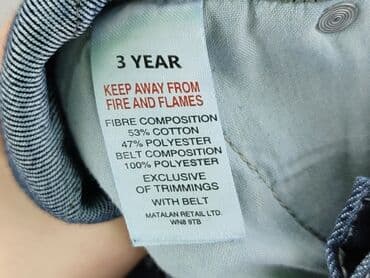 3 YEAR
KEEP AWAY FROM
FIRE AND FLAMES
FIBRE COMPOSITION
53% COTTON
47% POLYESTER
BELT COMPOSITION
100% POLYESTER
EXCLUSIVE
OF TRIMMINGS
WITH BELT
MATALAN RETAIL LTD.
WN8 9TB